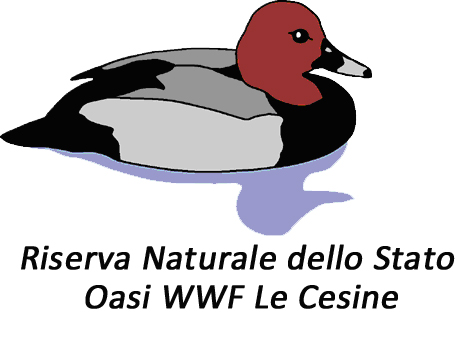 Riserva Naturale dello Stato
Oasi WWF Le Cesine